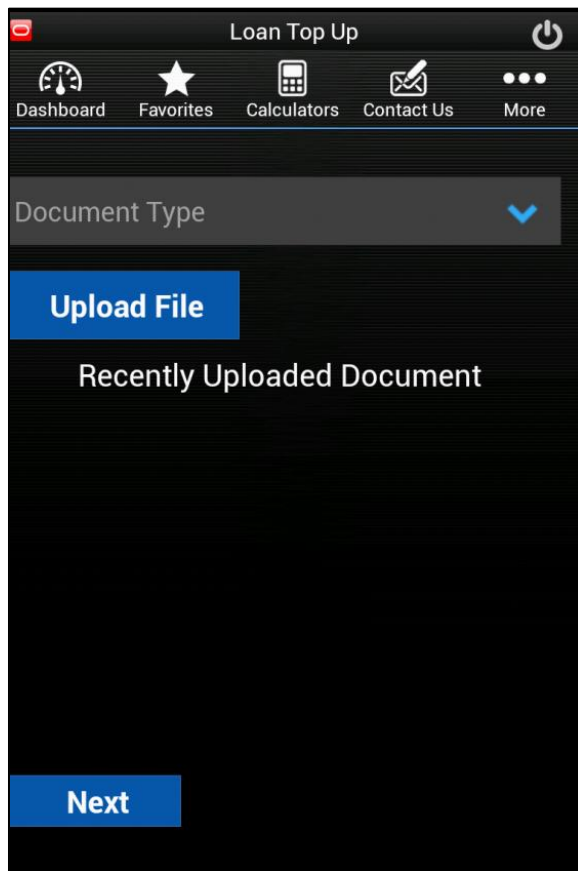 Loan Top Up
Dashboard Favorites Calculators Contact Us More
Document Type
Upload File
Recently Uploaded Document
Next